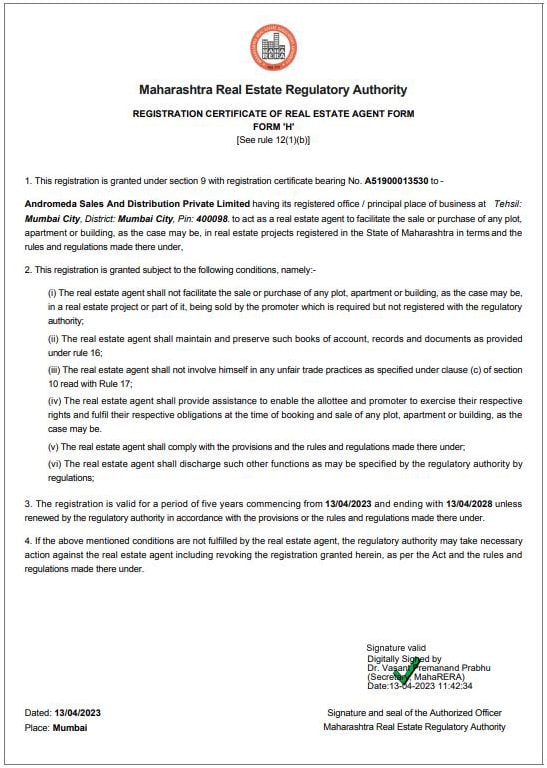 MAHA
RERA
Maharashtra Real Estate Regulatory Authority
REGISTRATION CERTIFICATE OF REAL ESTATE AGENT FORM
FORM 'H'
[See rule 12(1)(b)]
1. This registration is granted under section 9 with registration certificate bearing No. A51900013530 to -
Andromeda Sales And Distribution Private Limited having its registered office / principal place of business at Tehsil:
Mumbai City, District: Mumbai City, Pin: 400098. to act as a real estate agent to facilitate the sale or purchase of any plot,
apartment or building, as the case may be, in real estate projects registered in the State of Maharashtra in terms and the
rules and regulations made there under,
2. This registration is granted subject to the following conditions, namely:-
(i) The real estate agent shall not facilitate the sale or purchase of any plot, apartment or building, as the case may be,
in a real estate project or part of it, being sold by the promoter which is required but not registered with the regulatory
authority;
(ii) The real estate agent shall maintain and preserve such books of account, records and documents as provided
under rule 16;
(iii) The real estate agent shall not involve himself in any unfair trade practices as specified under clause (c) of section
10 read with Rule 17;
(iv) The real estate agent shall provide assistance to enable the allottee and promoter to exercise their respective
rights and fulfil their respective obligations at the time of booking and sale of any plot, apartment or building, as the
case may be.
(v) The real estate agent shall comply with the provisions and the rules and regulations made there under;
(vi) The real estate agent shall discharge such other functions as may be specified by the regulatory authority by
regulations;
3. The registration is valid for a period of five years commencing from 13/04/2023 and ending with 13/04/2028 unless
renewed by the regulatory authority in accordance with the provisions or the rules and regulations made there under.
4. If the above mentioned conditions are not fulfilled by the real estate agent, the regulatory authority may take necessary
action against the real estate agent including revoking the registration granted herein, as per the Act and the rules and
regulations made there under.
Signature valid
Digitally Signed by
Dr. Vasant Premanand Prabhu
(Secretary, MahaRERA)
Date:13-04-2023 11:42:34
Dated: 13/04/2023
Place: Mumbai
Signature and seal of the Authorized Officer
Maharashtra Real Estate Regulatory Authority